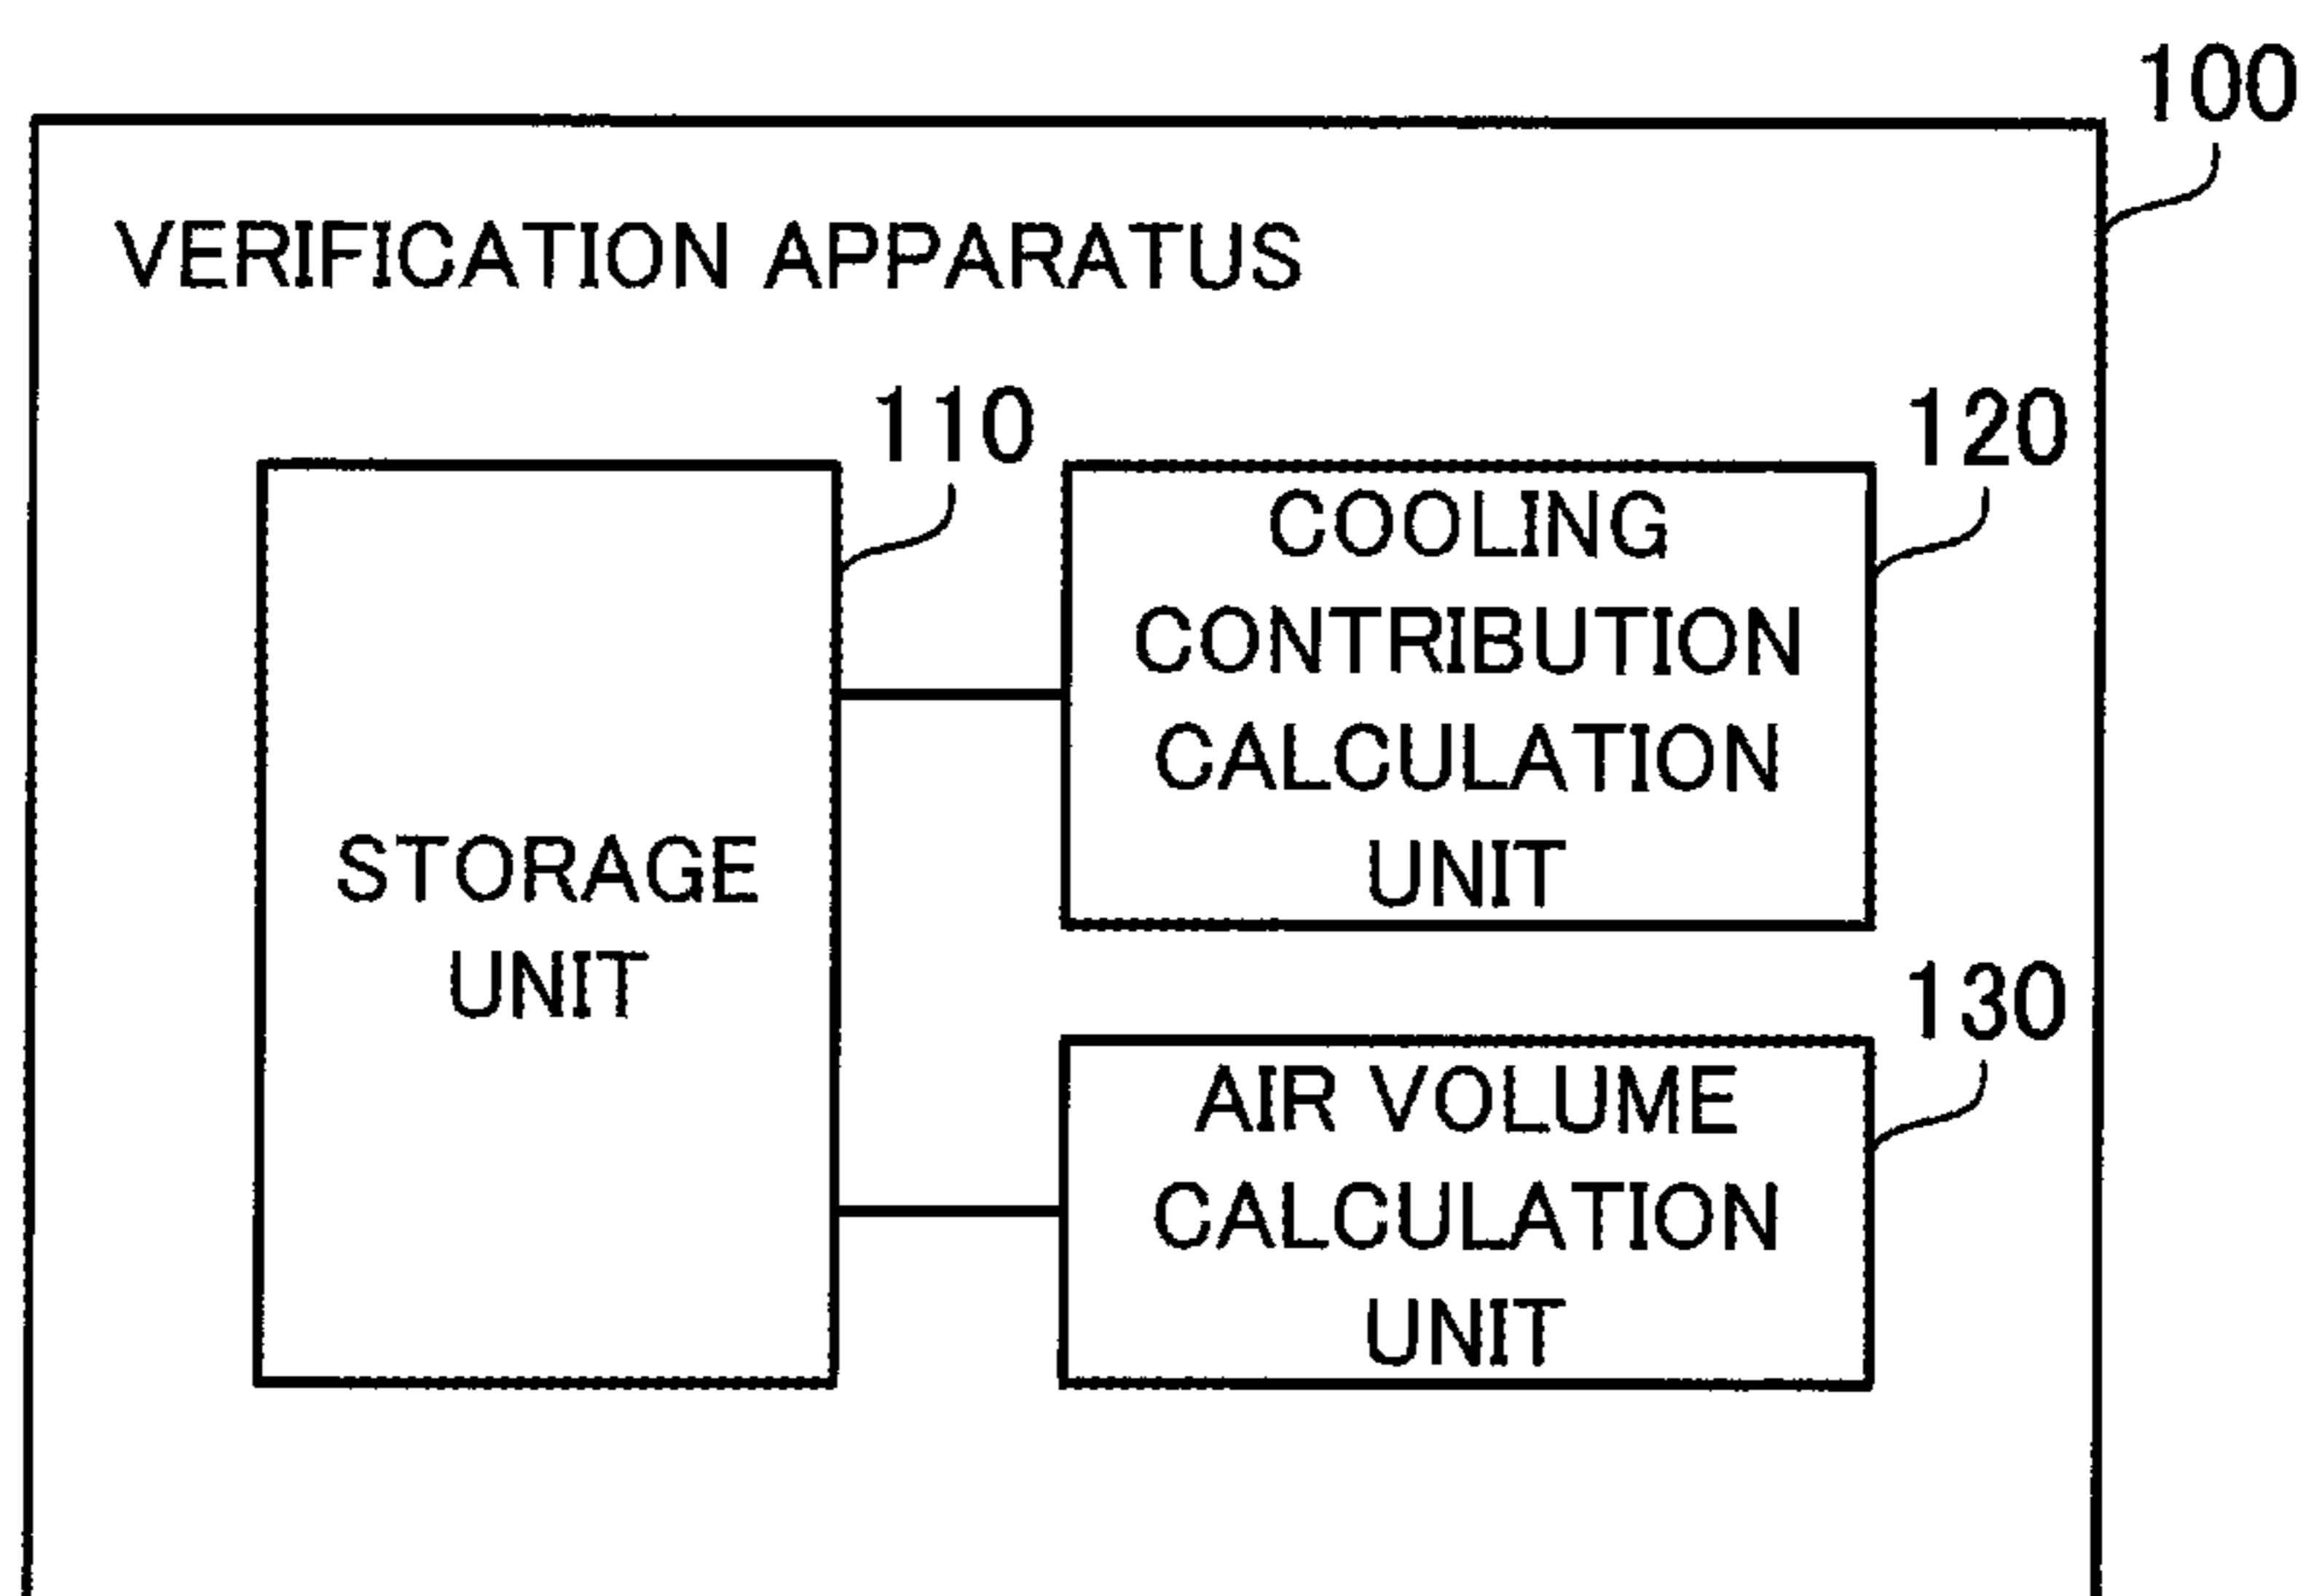 100
VERIFICATION APPARATUS
110
120
STORAGE
UNIT
COOLING
CONTRIBUTION
CALCULATION
UNIT
130
AIR VOLUME
CALCULATION
UNIT